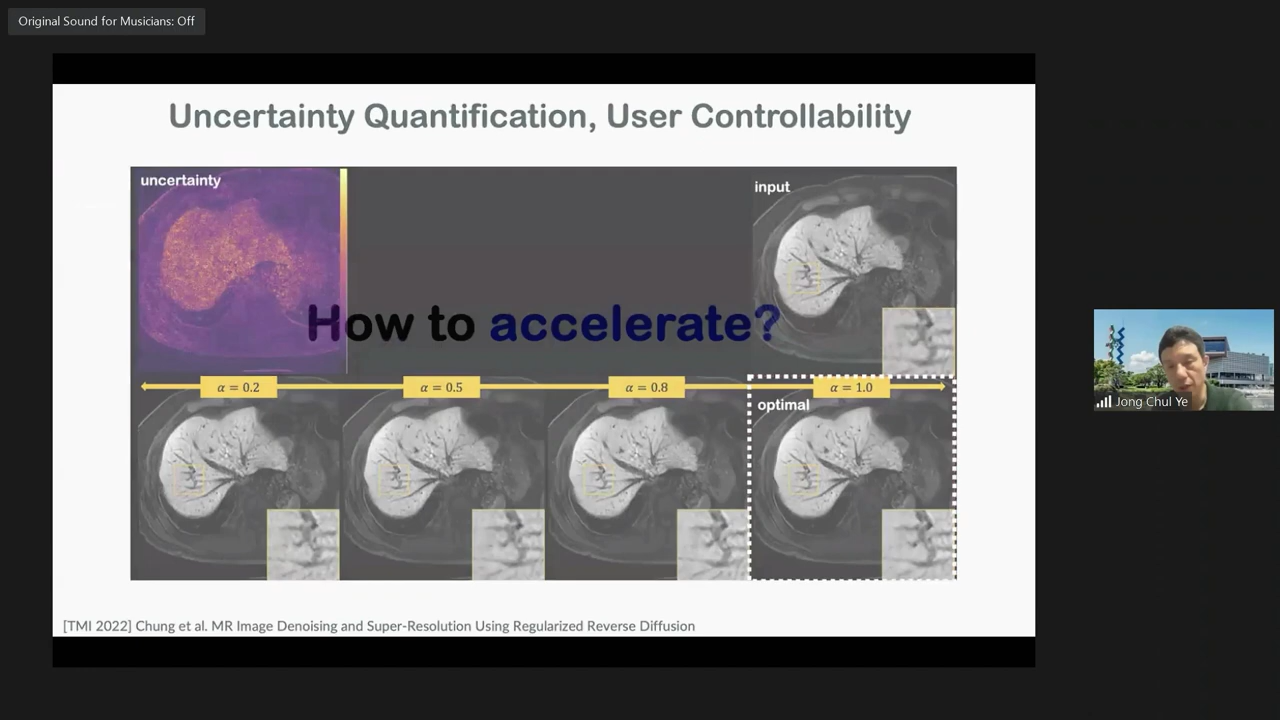 Original Sound for Musicians: Off
Uncertainty Quantification, User Controllability
uncertainty
input
How to accelerate?
α = 0.2
α = 0.5
α = 0.8
α = 1.0
optimal
[TMI 2022] Chung et al. MR Image Denoising and Super-Resolution Using Regularized Reverse Diffusion
Jong Chul Ye